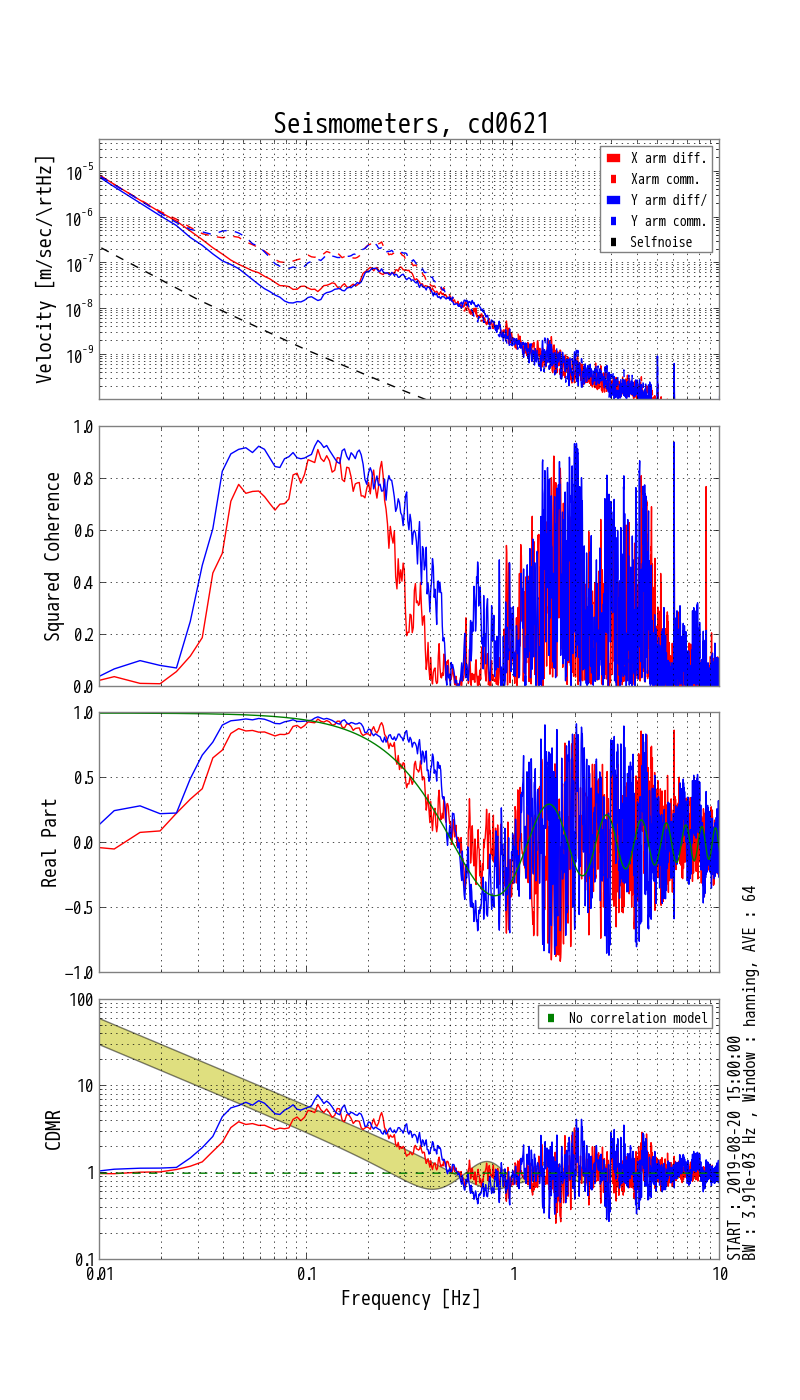 Seismometers, cd0621
Velocity [m/sec/\rtHz]
10^-5
10^-6
10^-7
10^-8
10^-9
X arm diff.
Xarm comm.
Y arm diff/
Y arm comm.
Selfnoise
Squared Coherence
1.0
0.8
0.6
0.4
0.2
0.0
Real Part
1.0
0.5
0.0
−0.5
−1.0
CDMR
100
10
1
0.1
No correlation model
0.01
0.1
1
10
Frequency [Hz]
START : 2019-08-20 15:00:00
BW : 3.91e-03 Hz , Window : hanning, AVE : 64